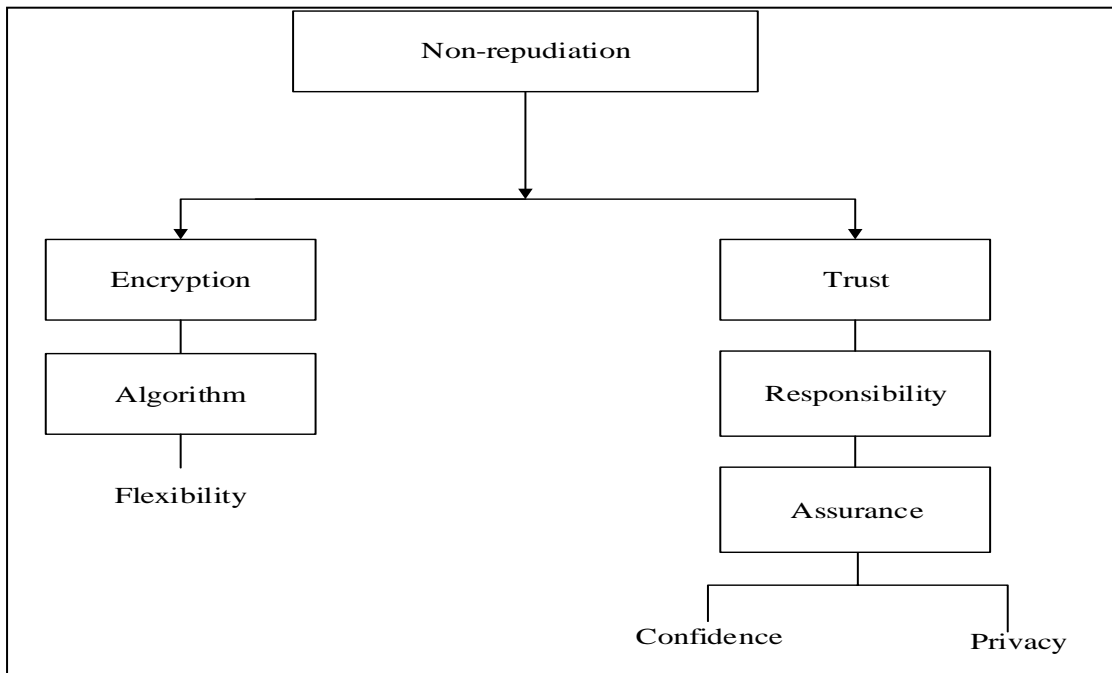 Non-repudiation
Encryption
Trust
Algorithm
Responsibility
Flexibility
Assurance
Confidence
Privacy